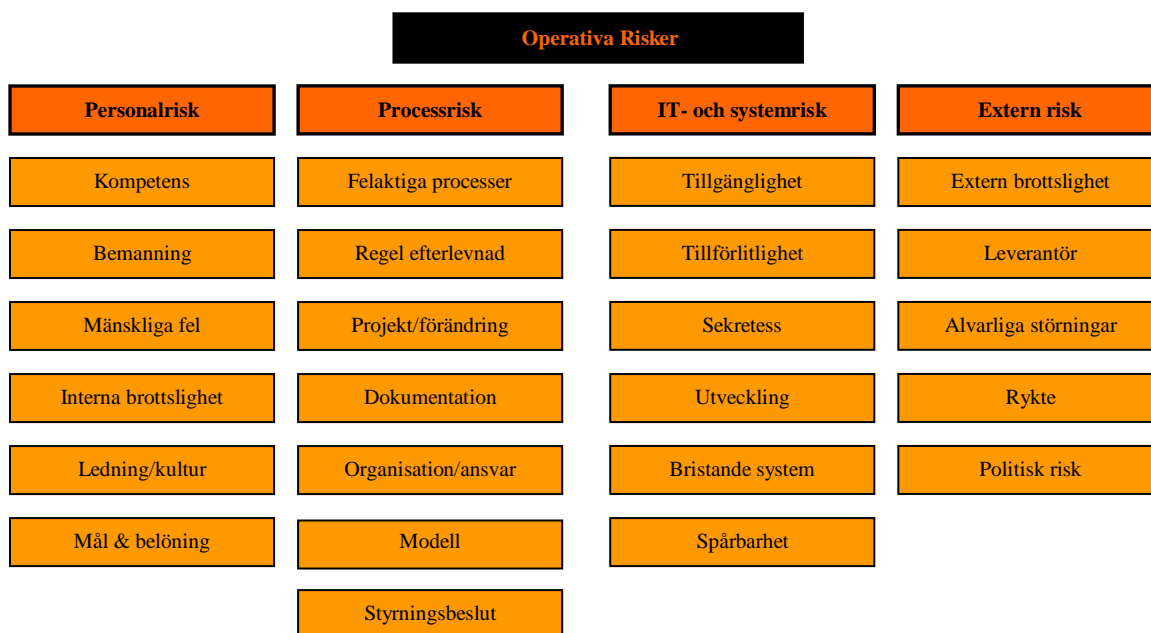 Operativa Risker
Personalrisk
Kompetens
Bemanning
Mänskliga fel
Interna brottslighet
Ledning/kultur
Mål & belöning
Processrisk
Felaktiga processer
Regel efterlevnad
Projekt/förändring
Dokumentation
Organisation/ansvar
Modell
Styrningsbeslut
IT- och systemrisk
Tillgänglighet
Tillförlitlighet
Sekretess
Utveckling
Bristande system
Spårbarhet
Extern risk
Extern brottslighet
Leverantör
Alvarliga störningar
Rykte
Politisk risk